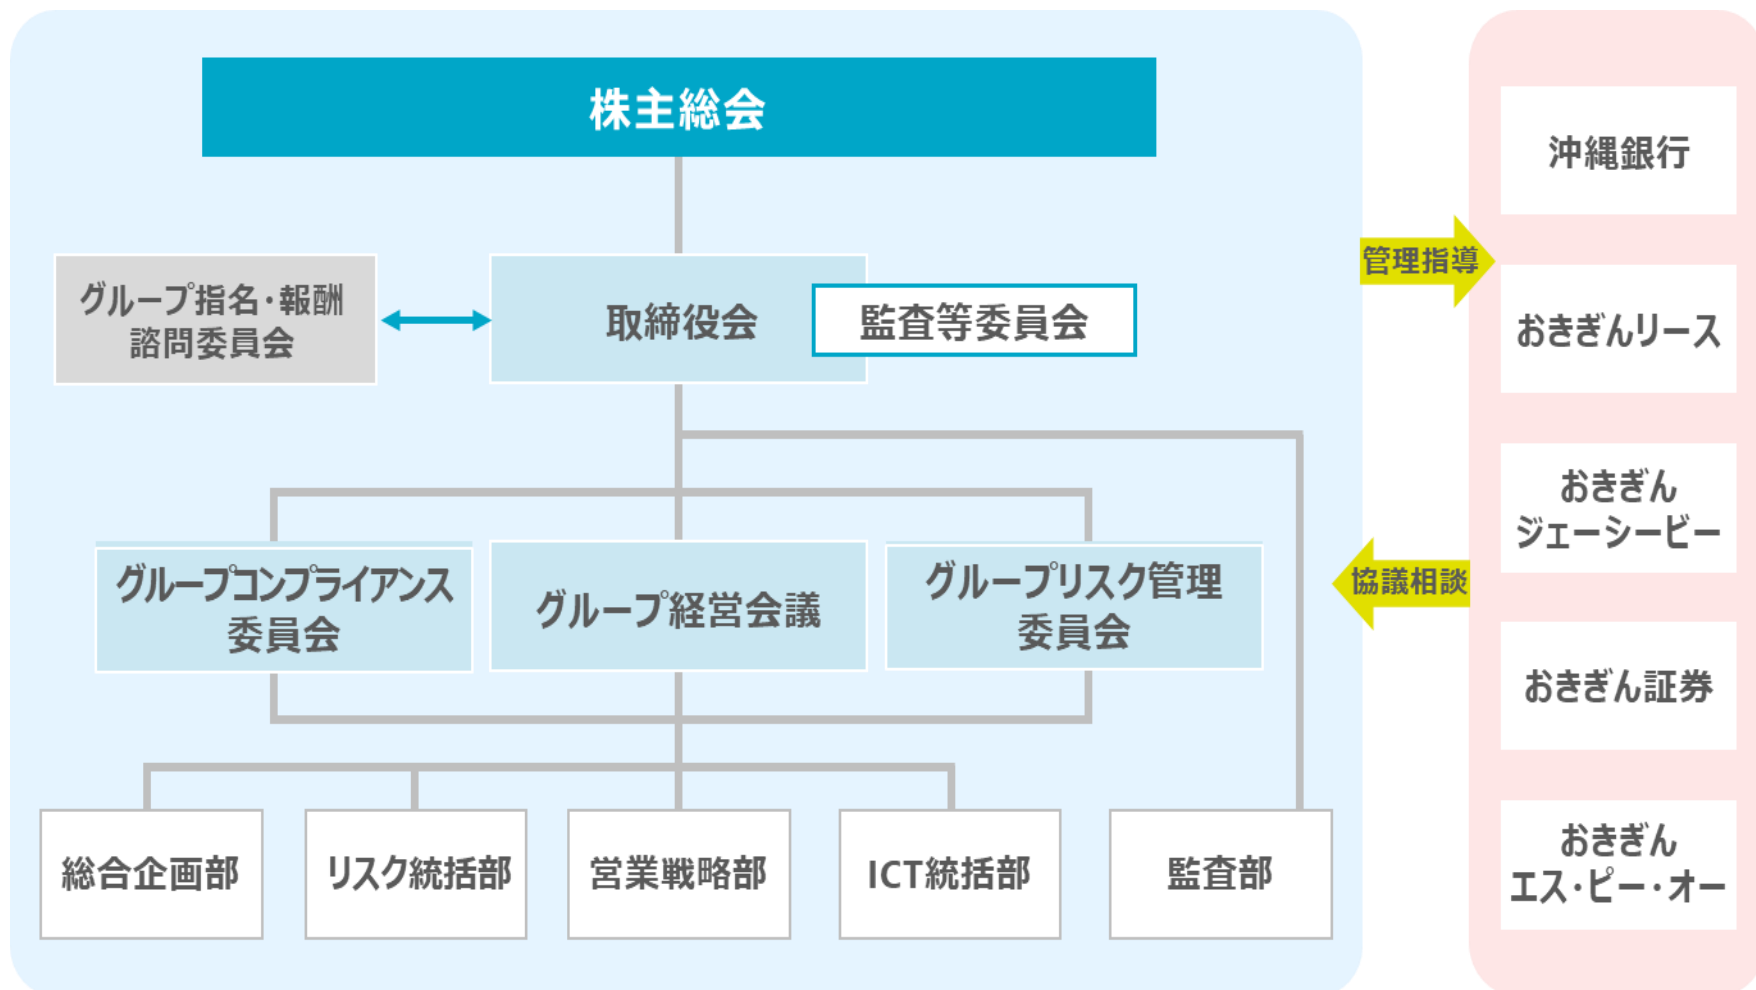 株主総会
グループ指名・報酬
諮問委員会
取締役会
監査等委員会
グループコンプライアンス
委員会
グループ経営会議
グループリスク管理
委員会
総合企画部
リスク統括部
営業戦略部
ICT統括部
監査部
管理指導
協議相談
沖縄銀行
おきぎんリース
おきぎん
ジェーシービー
おきぎん証券
おきぎん
エス・ピー・オー